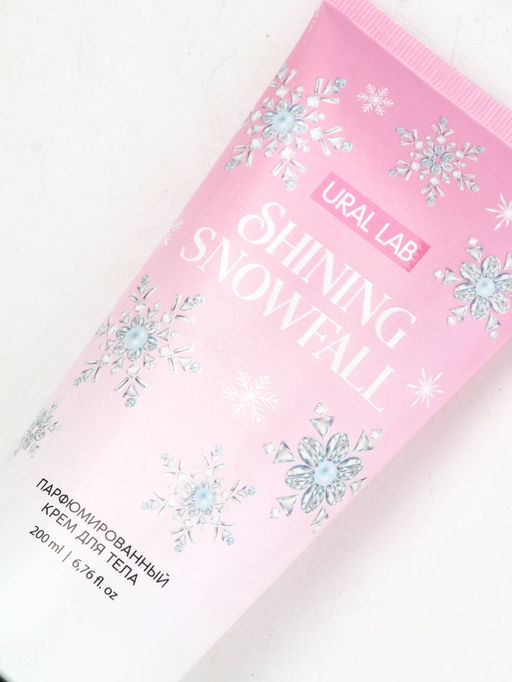 URAL LAB
SHINING
SNOWFALL
ПАРФЮМИРОВАННЫЙ
КРЕМ ДЛЯ ТЕЛА
200 ml | 6,76 fl. oz